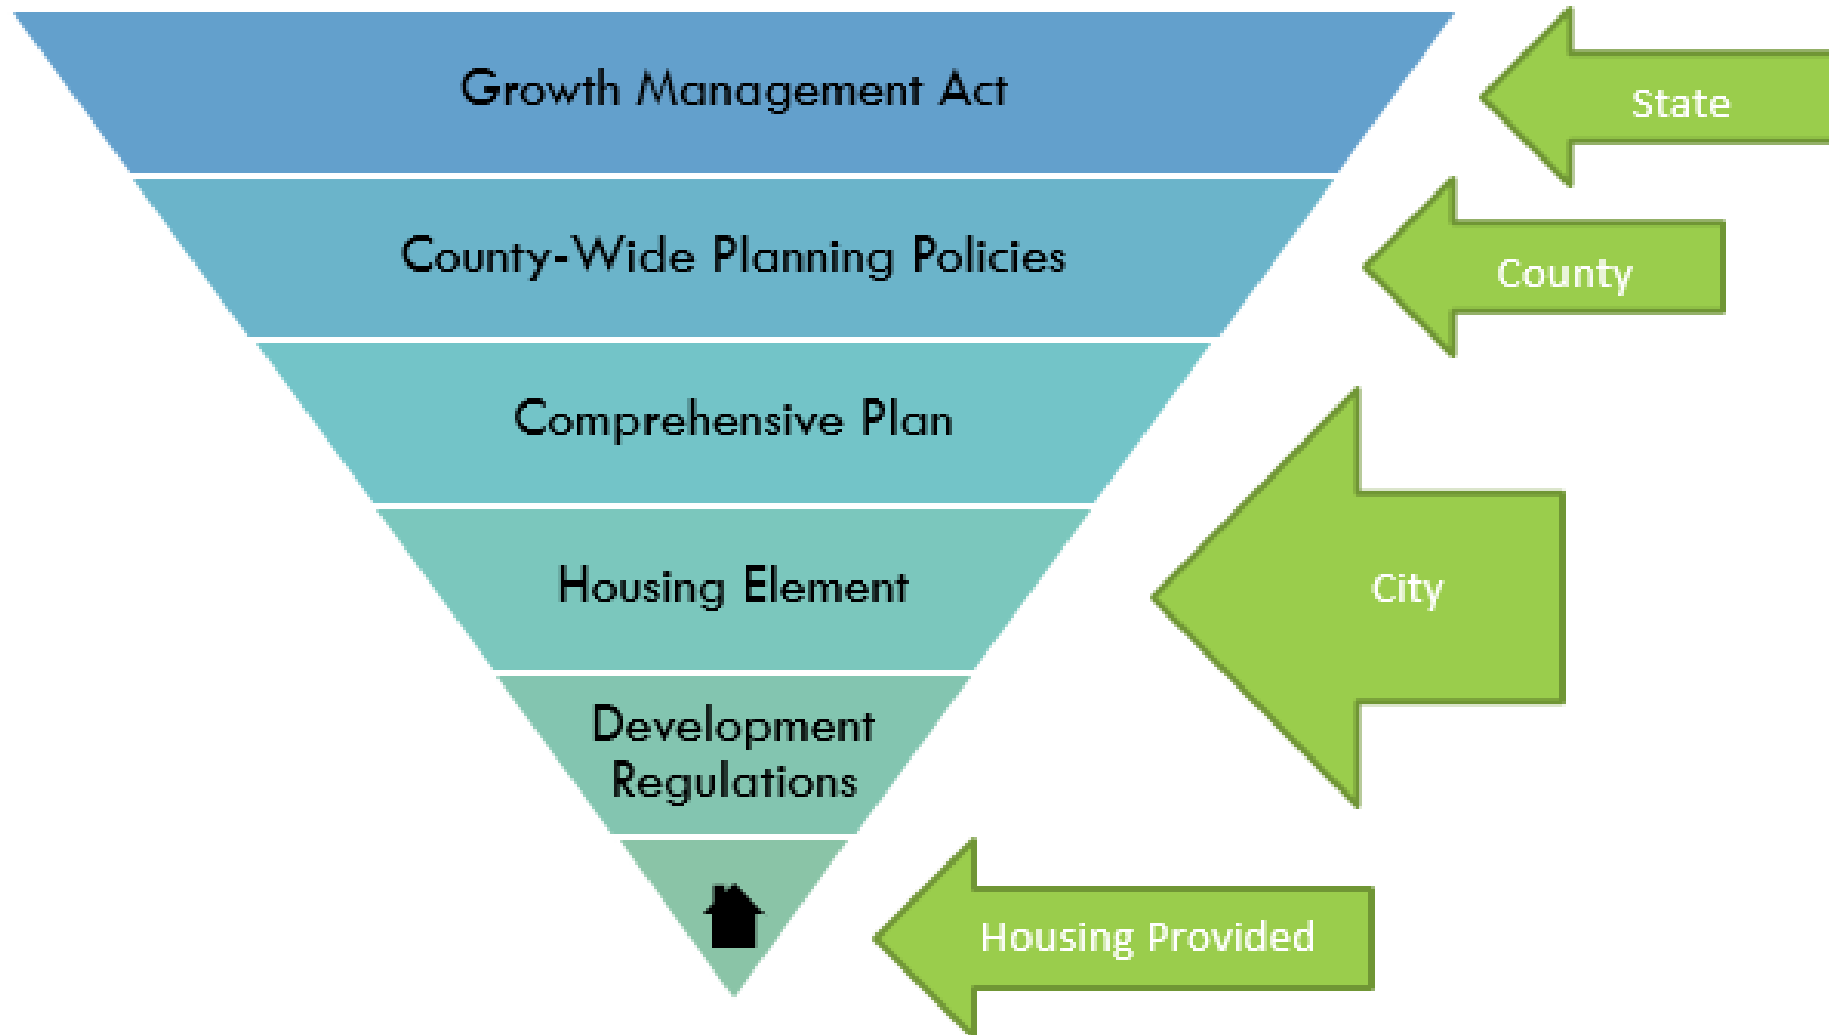 Growth Management Act
State
County-Wide Planning Policies
County
Comprehensive Plan
Housing Element
City
Development
Regulations
Housing Provided